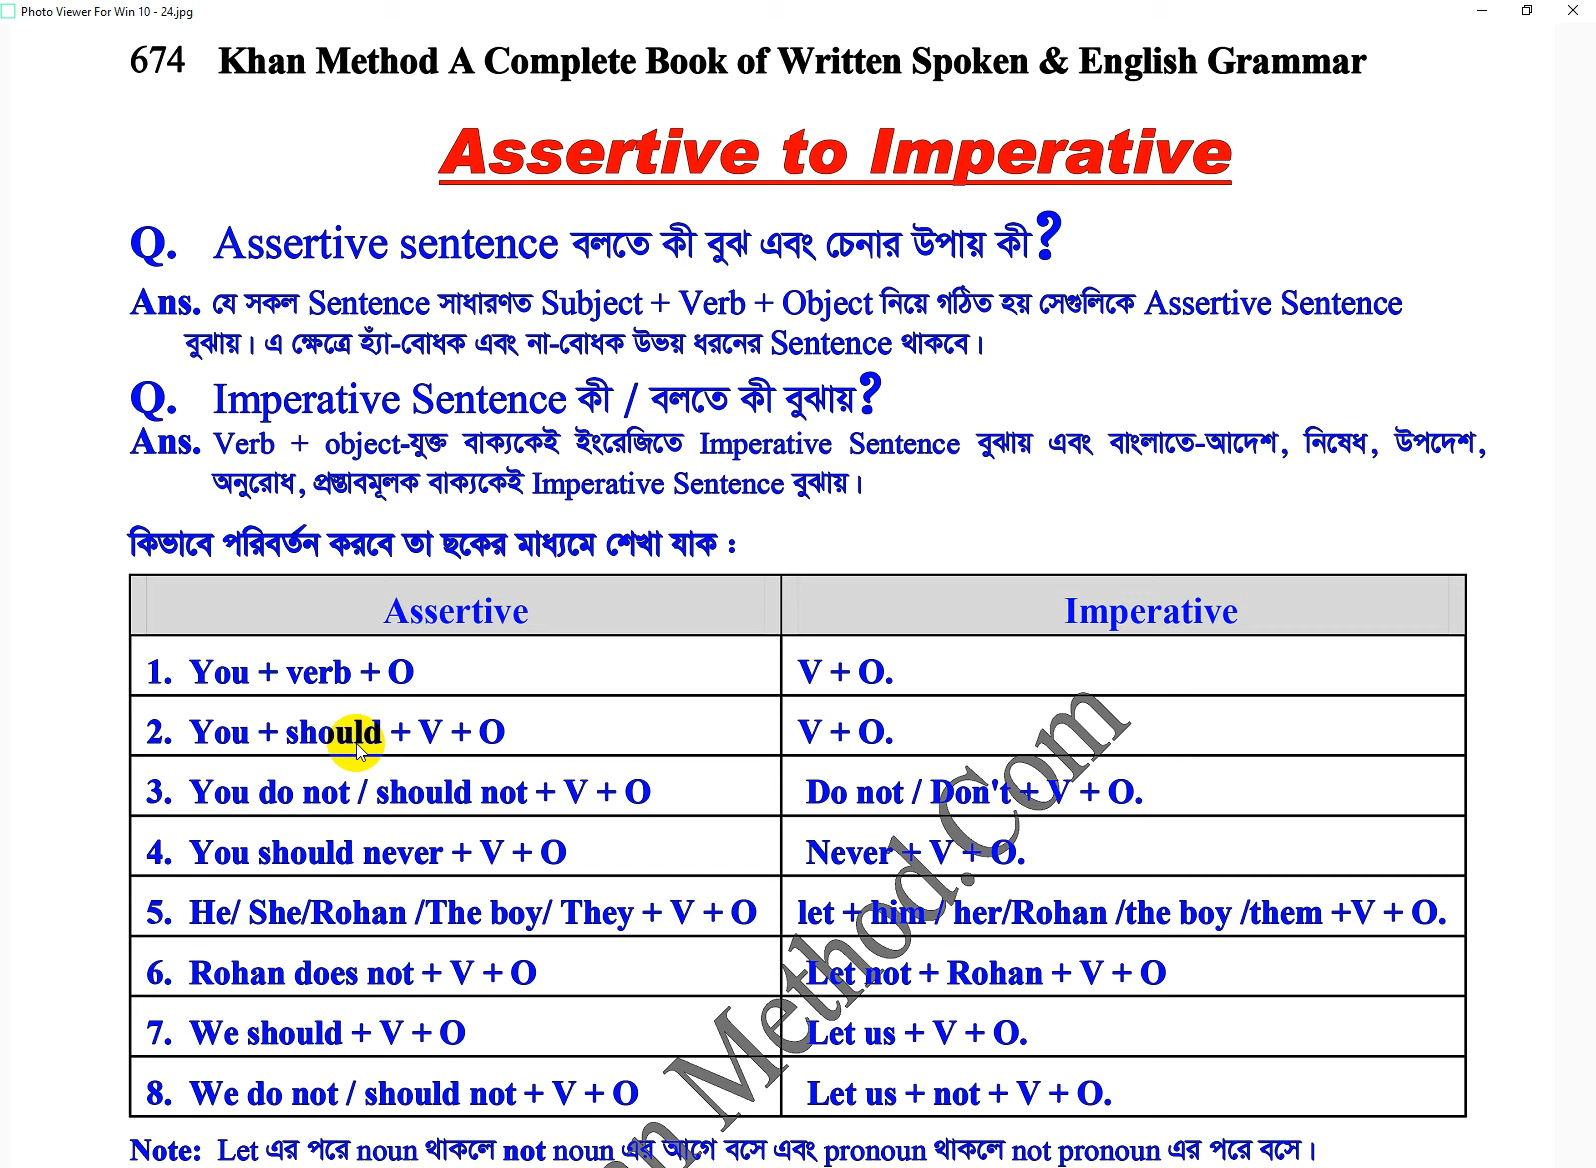 Photo Viewer For Win 10 - 24.jpg
674 Khan Method A Complete Book of Written Spoken & English Grammar
Assertive to Imperative
Q. Assertive sentence বলতে কী বুঝ এবং চেনার উপায় কী?
Ans. যে সকল Sentence সাধারণত Subject + Verb + Object নিয়ে গঠিত হয় সেগুলিকে Assertive Sentence
বুঝায়। এ ক্ষেত্রে হ্যাঁ-বোধক এবং না-বোধক উভয় ধরনের Sentence থাকবে।
Q. Imperative Sentence কী / বলতে কী বুঝায়?
Ans. Verb + object-যুক্ত বাক্যকেই ইংরেজিতে Imperative Sentence বুঝায় এবং বাংলাতে-আদেশ, নিষেধ, উপদেশ,
অনুরোধ, প্রস্তাবমূলক বাক্যকেই Imperative Sentence বুঝায়।
কিভাবে পরিবর্তন করবে তা ছকের মাধ্যমে শেখা যাক :
Assertive Imperative
1. You + verb + O V + O.
2. You + should + V + O V + O.
3. You do not / should not + V + O Do not / Don't + V + O.
4. You should never + V + O Never + V + O.
5. He/ She/Rohan /The boy/ They + V + O let + him / her/Rohan /the boy /them +V + O.
6. Rohan does not + V + O Let not + Rohan + V + O
7. We should + V + O Let us + V + O.
8. We do not / should not + V + O Let us + not + V + O.
Note: Let এর পরে noun থাকলে not noun এর আগে বসে এবং pronoun থাকলে not pronoun এর পরে বসে।
an Method.Com